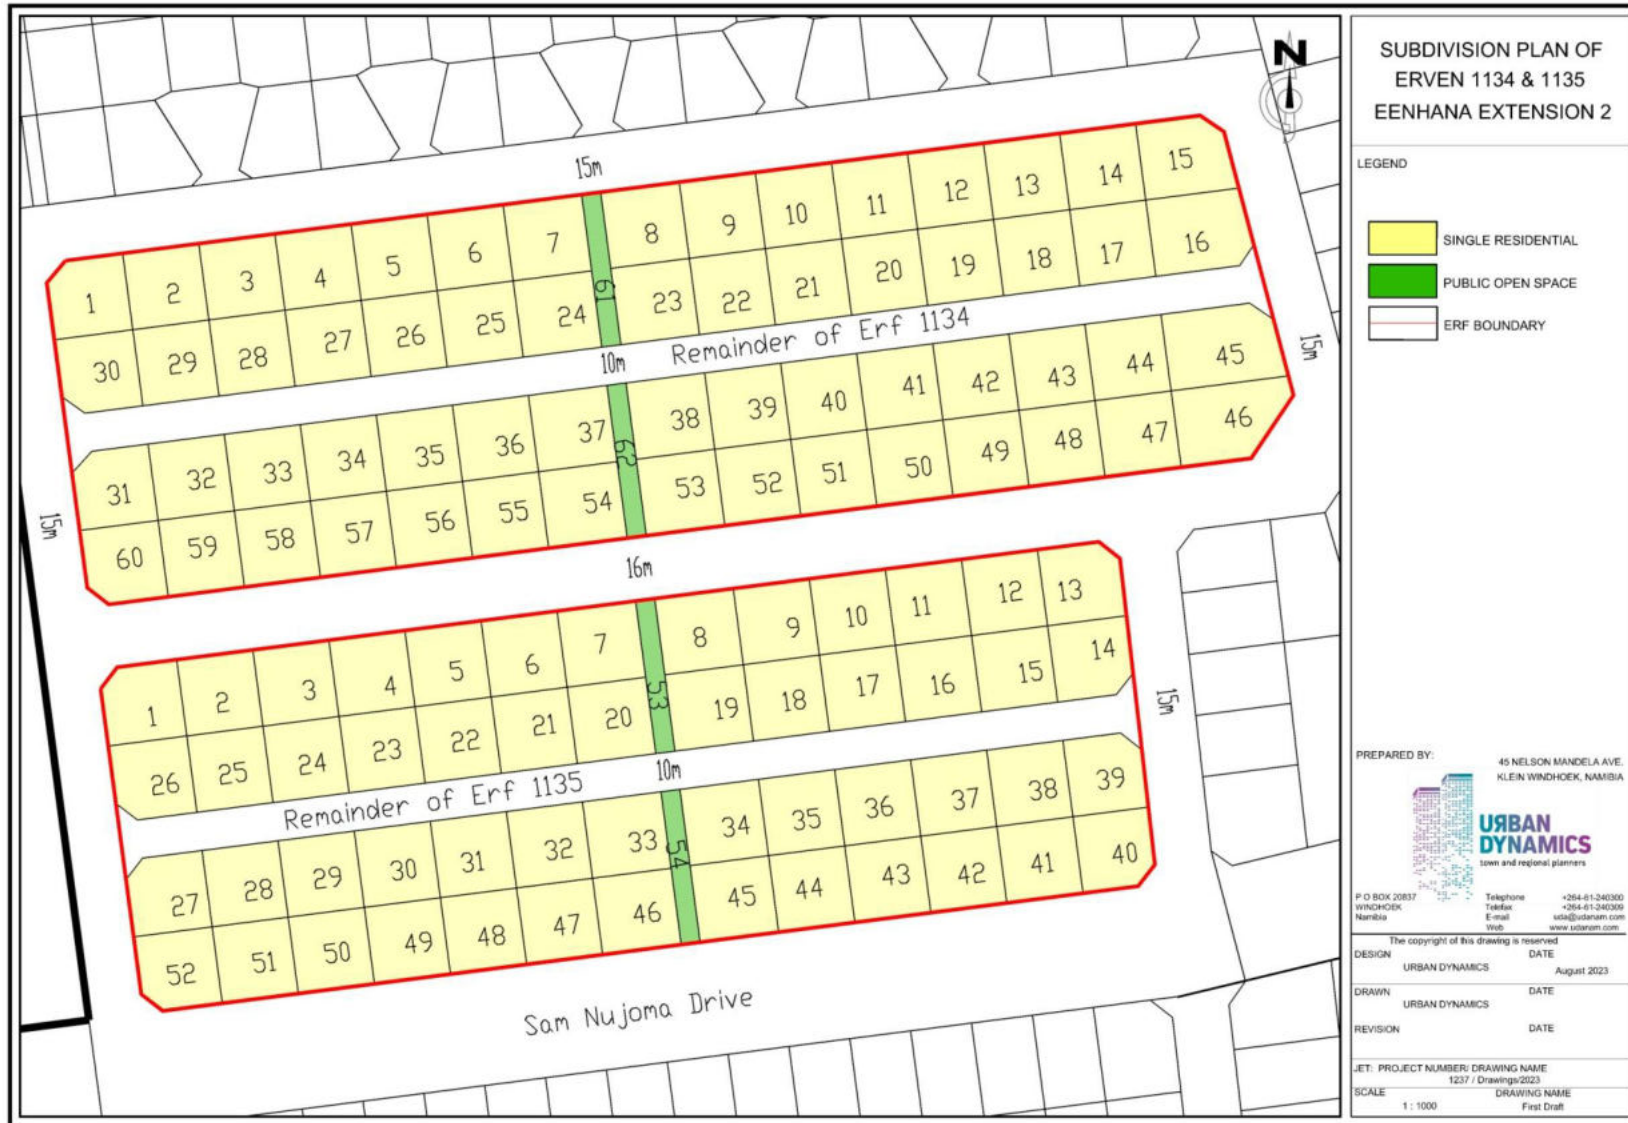 N
15m
1 2 3 4 5 6 7 8 9 10 11 12 13 14 15
30 29 28 27 26 25 24 61 23 22 21 20 19 18 17 16
10m Remainder of Erf 1134
15m
31 32 33 34 35 36 37 62 38 39 40 41 42 43 44 45
60 59 58 57 56 55 54 53 52 51 50 49 48 47 46
15m
16m
1 2 3 4 5 6 7 8 9 10 11 12 13
26 25 24 23 22 21 20 53 19 18 17 16 15 14
15m
Remainder of Erf 1135 10m
27 28 29 30 31 32 33 54 34 35 36 37 38 39
52 51 50 49 48 47 46 45 44 43 42 41 40
Sam Nujoma Drive
SUBDIVISION PLAN OF
ERVEN 1134 & 1135
EENHANA EXTENSION 2
LEGEND
SINGLE RESIDENTIAL
PUBLIC OPEN SPACE
ERF BOUNDARY
PREPARED BY:
45 NELSON MANDELA AVE.
KLEIN WINDHOEK, NAMIBIA
URBAN
DYNAMICS
town and regional planners
P O BOX 20837
WINDHOEK
Namibia
Telephone +264-61-240300
Telefax +264-61-240309
E-mail uda@udanam.com
Web www.udanam.com
The copyright of this drawing is reserved
DESIGN DATE
URBAN DYNAMICS August 2023
DRAWN DATE
URBAN DYNAMICS
REVISION DATE
JET: PROJECT NUMBER/ DRAWING NAME
1237 / Drawings/2023
SCALE DRAWING NAME
1 : 1000 First Draft